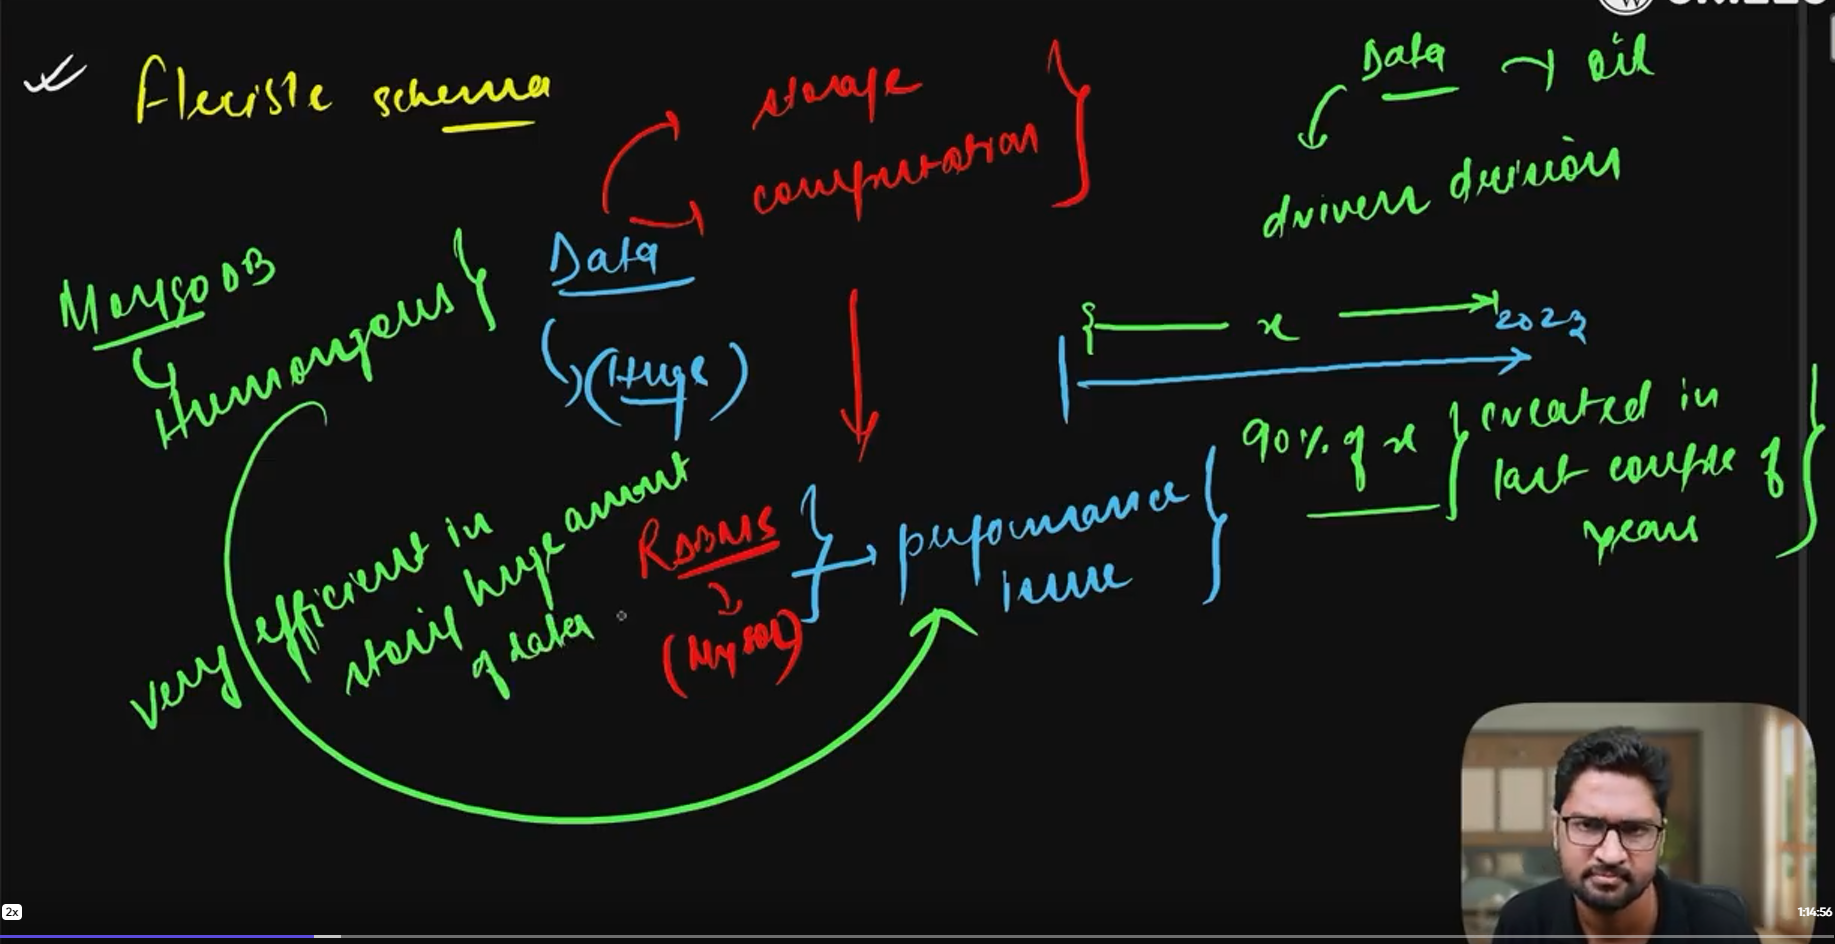 Flexible schema
storage
computation
Data → oil
driven decision
MongoDB
Humongous
Data
(Huge)
x
2023
90% of x
created in
last couple of
years
RDBMS
(MySQL)
performance
issue
very efficient in
storing huge amount
of data
2x
1:14:56